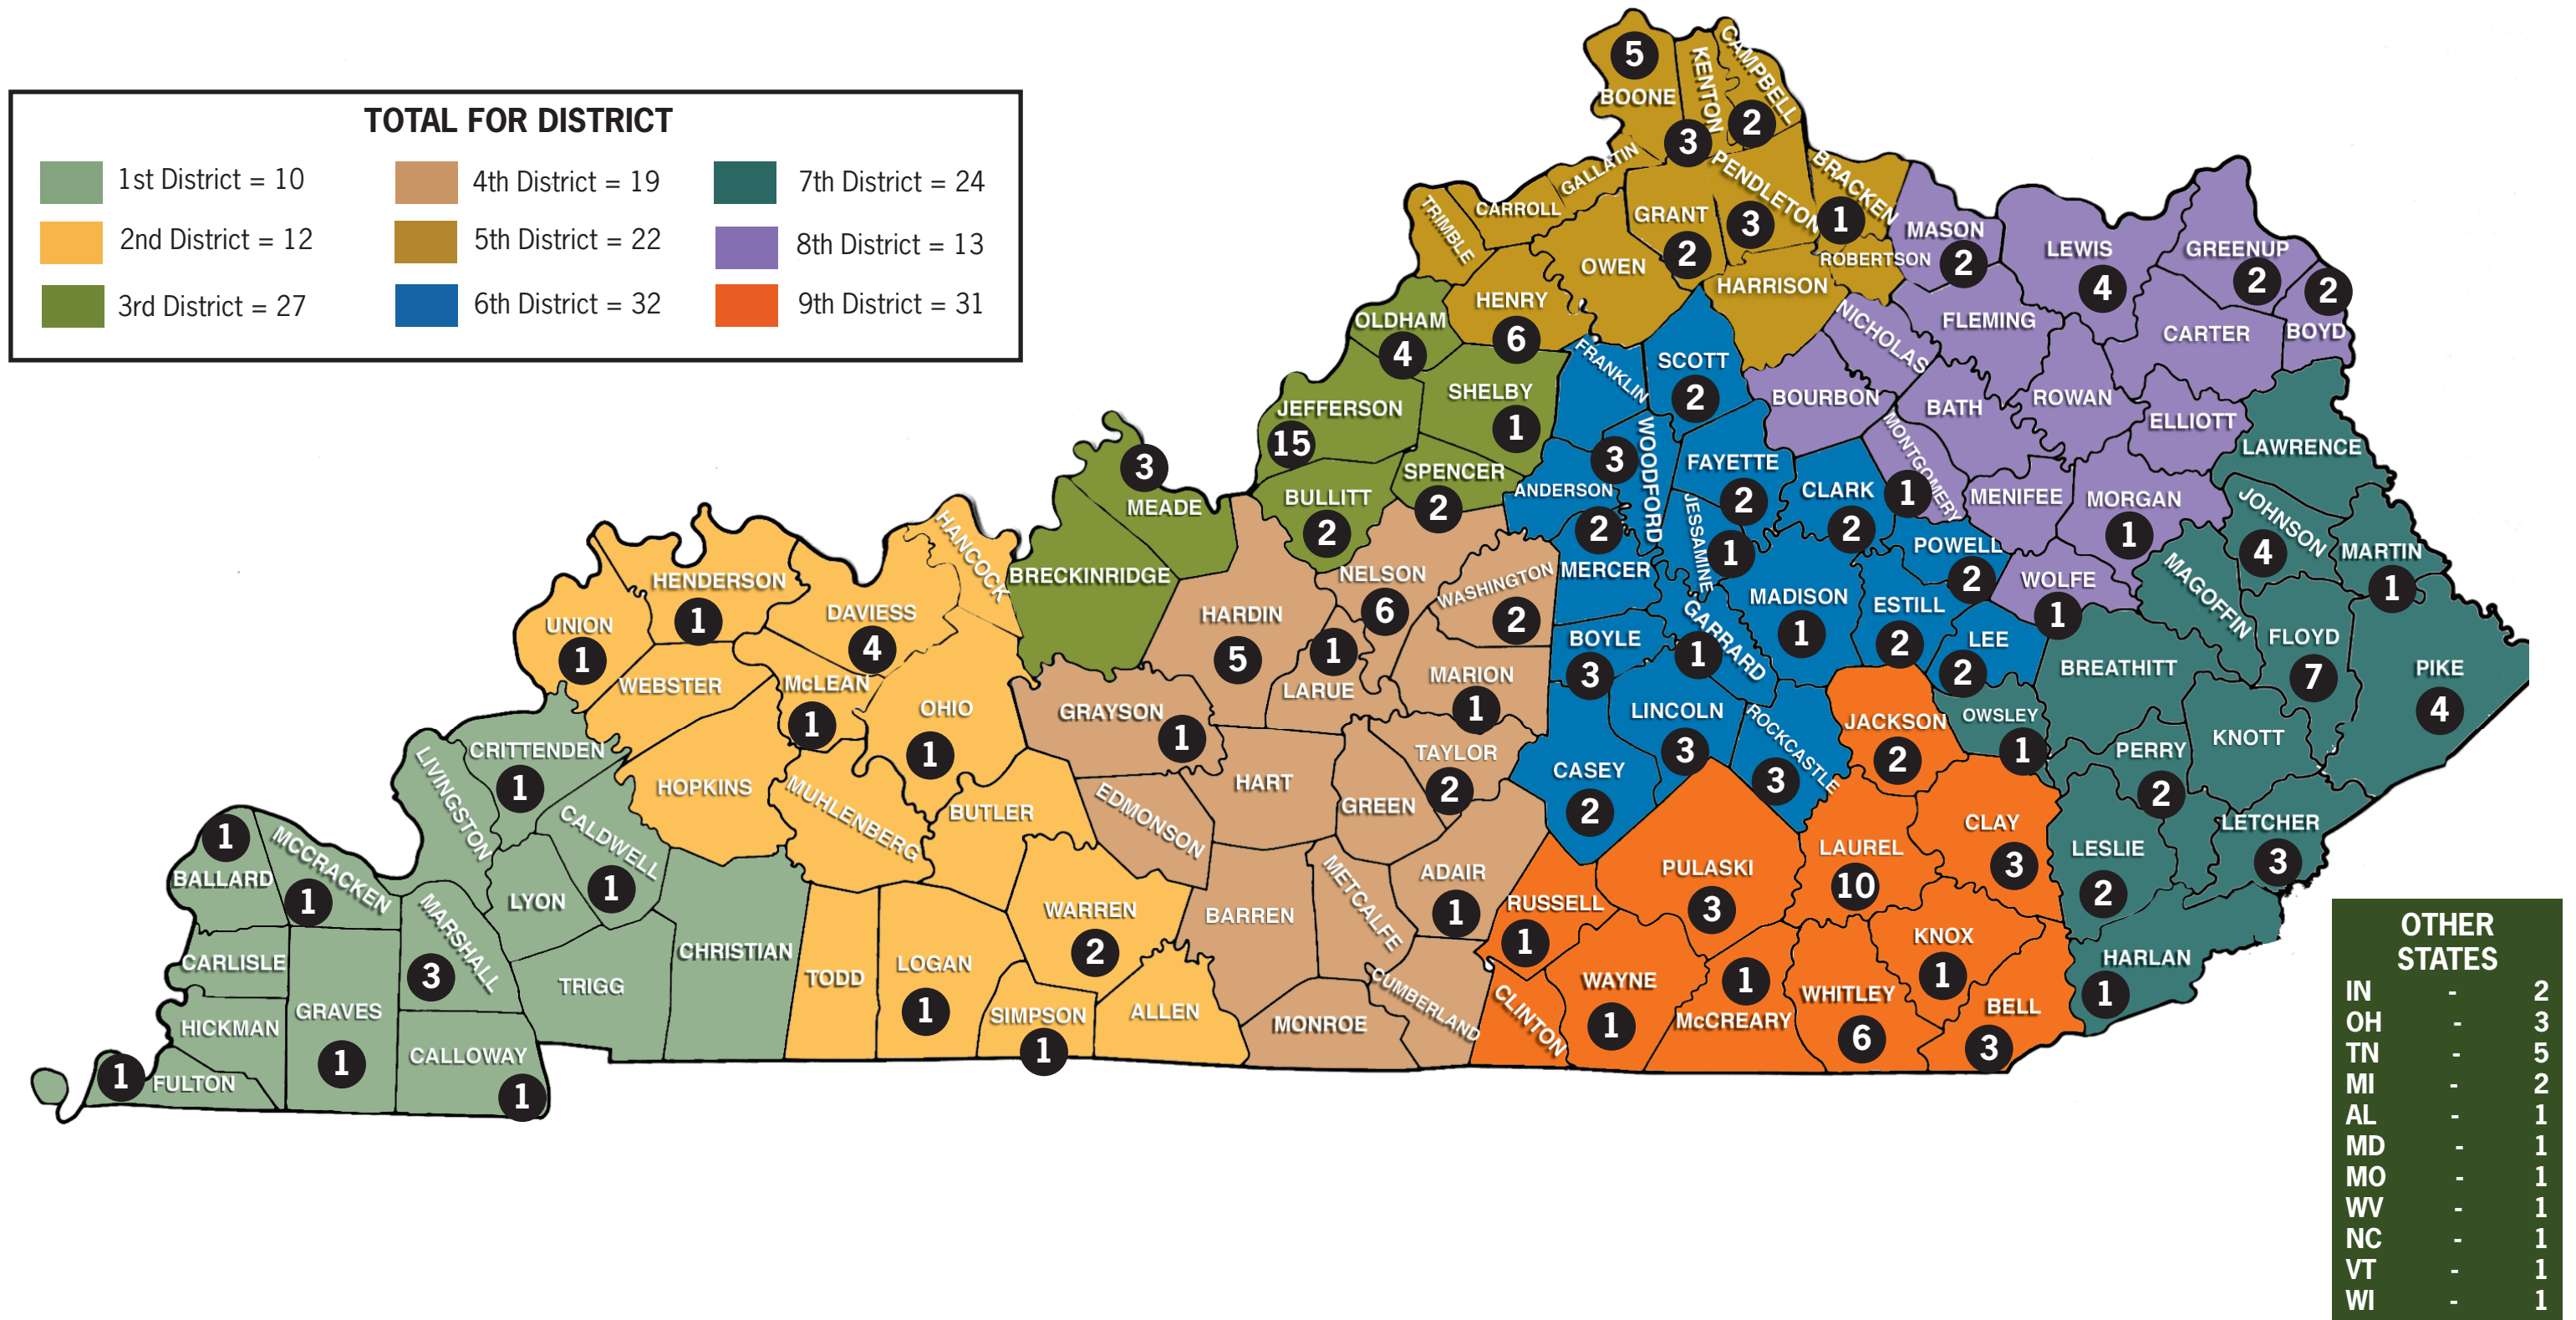 TOTAL FOR DISTRICT
1st District = 10
4th District = 19
7th District = 24
2nd District = 12
5th District = 22
8th District = 13
3rd District = 27
6th District = 32
9th District = 31
5
BOONE
KENTON
3
CAMPBELL
2
GALLATIN
CARROLL
TRIMBLE
GRANT
2
PENDLETON
3
BRACKEN
1
ROBERTSON
OWEN
HARRISON
HENRY
6
MASON
2
LEWIS
4
GREENUP
2
2
BOYD
CARTER
FLEMING
NICHOLAS
BOURBON
BATH
ROWAN
ELLIOTT
MONTGOMERY
1
MENIFEE
MORGAN
1
WOLFE
1
OLDHAM
4
JEFFERSON
15
SHELBY
1
SPENCER
2
BULLITT
2
3
MEADE
BRECKINRIDGE
FRANKLIN
SCOTT
2
WOODFORD
3
FAYETTE
2
ANDERSON
2
CLARK
2
JESSAMINE
1
MERCER
POWELL
2
MADISON
1
ESTILL
2
LEE
2
BOYLE
3
GARRARD
1
LINCOLN
3
ROCKCASTLE
3
CASEY
2
LAWRENCE
JOHNSON
4
MARTIN
1
MAGOFFIN
FLOYD
7
PIKE
4
BREATHITT
OWSLEY
1
PERRY
2
KNOTT
LETCHER
3
LESLIE
2
HARLAN
1
NELSON
6
WASHINGTON
2
HARDIN
5
1
LARUE
MARION
1
GRAYSON
1
TAYLOR
2
HART
GREEN
EDMONSON
ADAIR
1
METCALFE
BARREN
CUMBERLAND
MONROE
HANCOCK
HENDERSON
1
DAVIESS
4
UNION
1
WEBSTER
McLEAN
1
OHIO
1
HOPKINS
MUHLENBERG
BUTLER
WARREN
2
TODD
LOGAN
1
SIMPSON
1
ALLEN
CRITTENDEN
1
LIVINGSTON
CALDWELL
1
LYON
1
BALLARD
MCCRACKEN
1
MARSHALL
3
CHRISTIAN
TRIGG
CARLISLE
HICKMAN
GRAVES
1
CALLOWAY
1
1
FULTON
JACKSON
2
CLAY
3
LAUREL
10
PULASKI
3
RUSSELL
1
KNOX
1
WAYNE
1
1
McCREARY
WHITLEY
6
BELL
3
CLINTON
OTHER
STATES
IN - 2
OH - 3
TN - 5
MI - 2
AL - 1
MD - 1
MO - 1
WV - 1
NC - 1
VT - 1
WI - 1